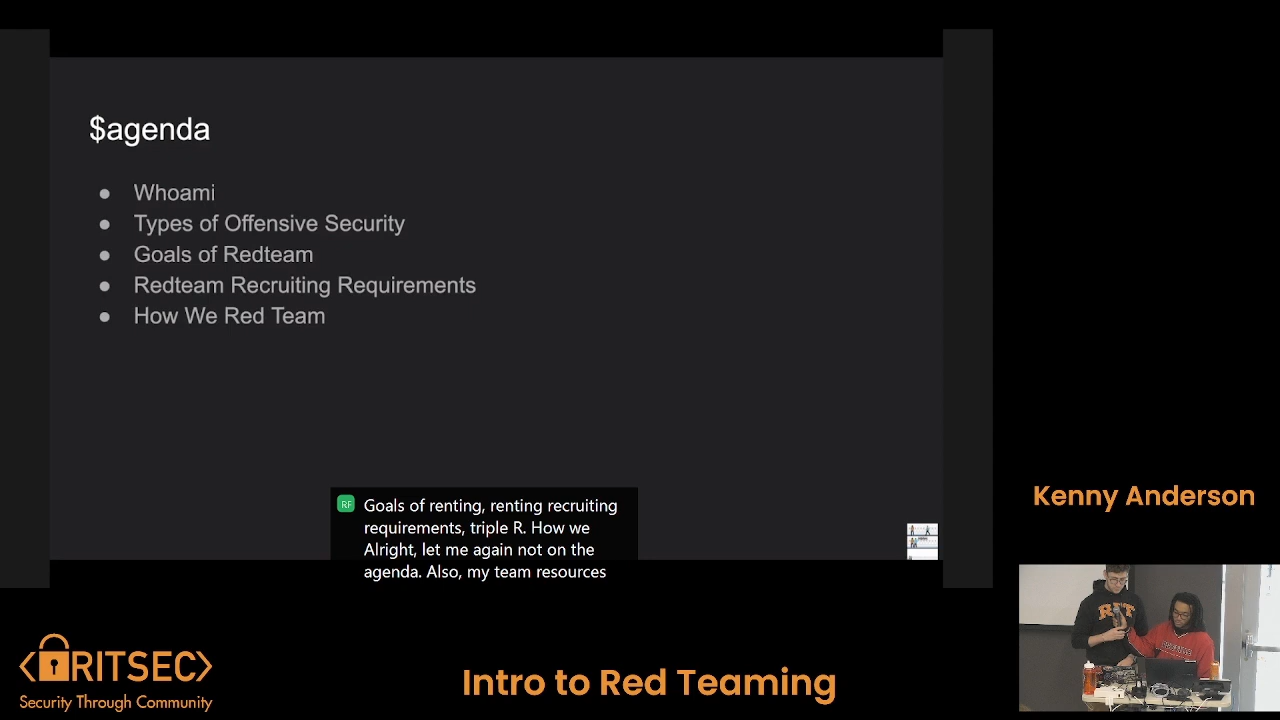 $agenda
● Whoami
● Types of Offensive Security
● Goals of Redteam
● Redteam Recruiting Requirements
● How We Red Team
RF
Goals of renting, renting recruiting
requirements, triple R. How we
Alright, let me again not on the
agenda. Also, my team resources
Kenny Anderson
RIT
<RITSEC>
Security Through Community
Intro to Red Teaming